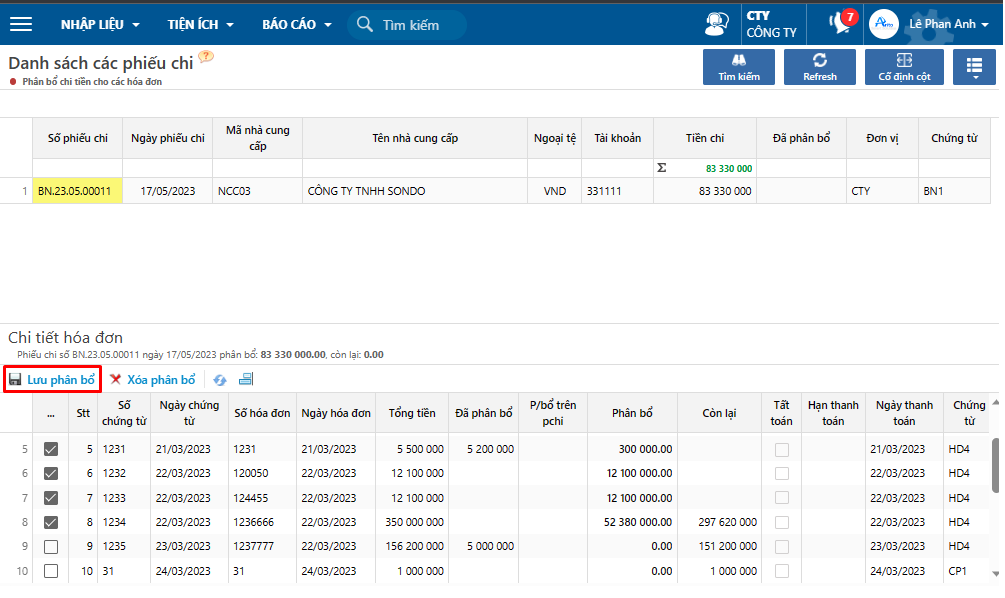 NHẬP LIỆU TIỆN ÍCH BÁO CÁO Tìm kiếm CTY CÔNG TY 7 Lê Phan Anh
Danh sách các phiếu chi ?
Phân bổ chi tiền cho các hóa đơn
Tìm kiếm Refresh Cố định cột
Số phiếu chi Ngày phiếu chi Mã nhà cung cấp Tên nhà cung cấp Ngoại tệ Tài khoản Tiền chi Đã phân bổ Đơn vị Chứng từ
Σ 83 330 000
1 BN.23.05.00011 17/05/2023 NCC03 CÔNG TY TNHH SONDO VND 331111 83 330 000 CTY BN1
Chi tiết hóa đơn
Phiếu chi số BN.23.05.00011 ngày 17/05/2023 phân bổ: 83 330 000.00, còn lại: 0.00
Lưu phân bổ Xóa phân bổ
... Stt Số chứng từ Ngày chứng từ Số hóa đơn Ngày hóa đơn Tổng tiền Đã phân bổ P/bổ trên pchi Phân bổ Còn lại Tất toán Hạn thanh toán Ngày thanh toán Chứng từ
5 5 1231 21/03/2023 1231 21/03/2023 5 500 000 5 200 000 300 000.00 21/03/2023 HD4
6 6 1232 22/03/2023 120050 22/03/2023 12 100 000 12 100 000.00 22/03/2023 HD4
7 7 1233 22/03/2023 124455 22/03/2023 12 100 000 12 100 000.00 22/03/2023 HD4
8 8 1234 22/03/2023 1236666 22/03/2023 350 000 000 52 380 000.00 297 620 000 22/03/2023 HD4
9 9 1235 23/03/2023 1237777 22/03/2023 156 200 000 5 000 000 0.00 151 200 000 23/03/2023 HD4
10 10 31 24/03/2023 31 24/03/2023 1 000 000 0.00 1 000 000 24/03/2023 CP1